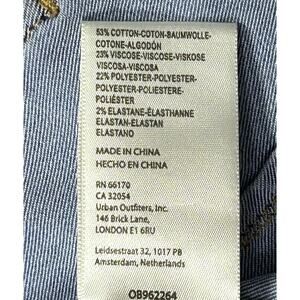 53% COTTON-COTON-BAUMWOLLE-
COTONE-ALGODÓN
23% VISCOSE-VISCOSE-VISKOSE
VISCOSA-VISCOSA
22% POLYESTER-POLYESTER-
POLYESTER-POLIESTERE-
POLIÉSTER
2% ELASTANE-ÉLASTHANNE
ELASTAN-ELASTAN
ELASTANO
MADE IN CHINA
HECHO EN CHINA
RN 66170
CA 32054
Urban Outfitters, Inc.
146 Brick Lane,
LONDON E1 6RU
Leidsestraat 32, 1017 PB
Amsterdam, Netherlands
OB962264